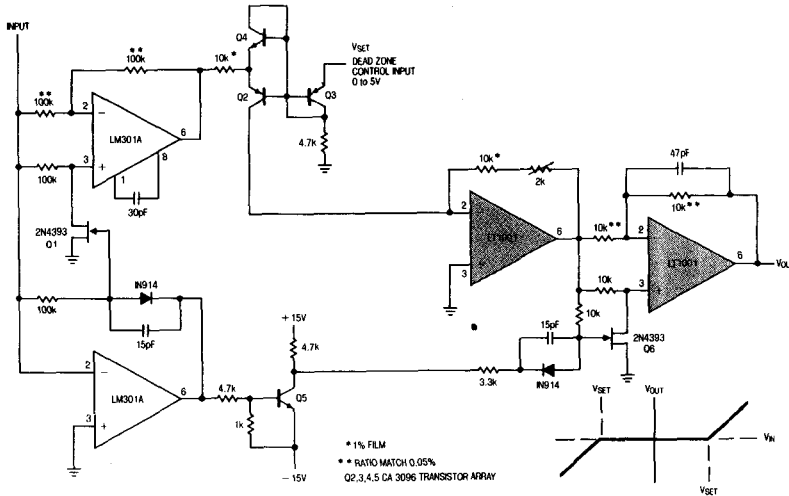 INPUT
Q4
**
100k
10k *
VSET
DEAD ZONE
CONTROL INPUT
0 to 5V
**
100k
Q2
Q3
2
−
LM301A
6
8
4.7k
100k
3
+
1
30pF
2N4393
Q1
10k*
2k
47pF
10k**
2
6
10k**
2
−
LT1001
6
VOUT
3
10k
3
+
100k
IN914
15pF
+15V
4.7k
10k
15pF
2N4393
Q6
2
−
LM301A
6
3
+
4.7k
Q5
3.3k
IN914
1k
−15V
* 1% FILM
** RATIO MATCH 0.05%
Q2,3,4,5 CA 3096 TRANSISTOR ARRAY
VSET
VOUT
VIN
VSET